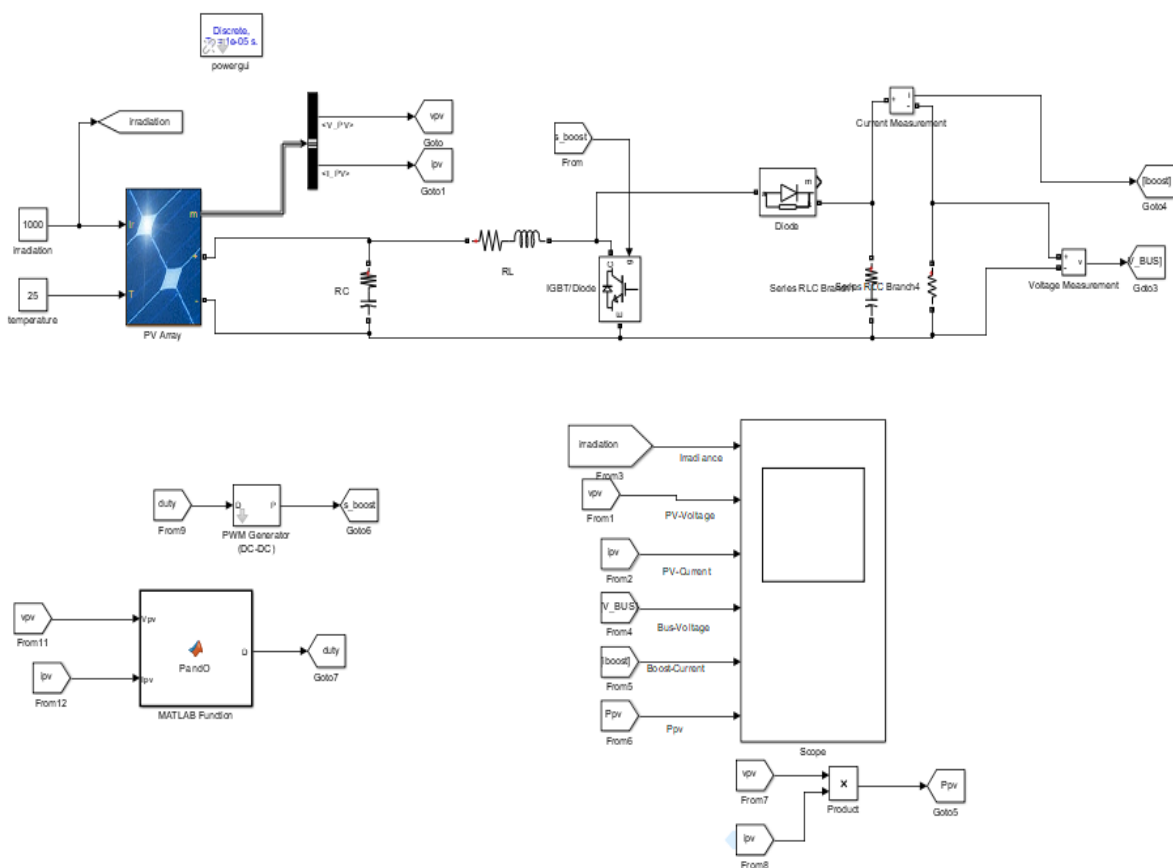 Discrete,
powergui
irradiation
<V_PV>
vpv
Goto
<I_PV>
ipv
Goto1
s_boost
From
m
Diode
i
+
-
Current Measurement
[Iboost]
Goto4
1000
irradiation
Ir
m
+
25
temperature
T
-
PV Array
RC
RL
C
g
E
IGBT/Diode
Series RLC Branch4
+
-
v
Voltage Measurement
V_BUS]
Goto3
duty
From9
D
P
PWM Generator
(DC-DC)
s_boost
Goto6
vpv
From11
ipv
From12
Vpv
Ipv
PandO
D
MATLAB Function
duty
Goto7
irradiation
From3
Irradiance
vpv
From1
PV-Voltage
ipv
From2
PV-Current
V_BUS]
From4
Bus-Voltage
[Iboost]
From5
Boost-Current
Ppv
From6
Ppv
Scope
vpv
From7
ipv
From8
×
Product
Ppv
Goto5